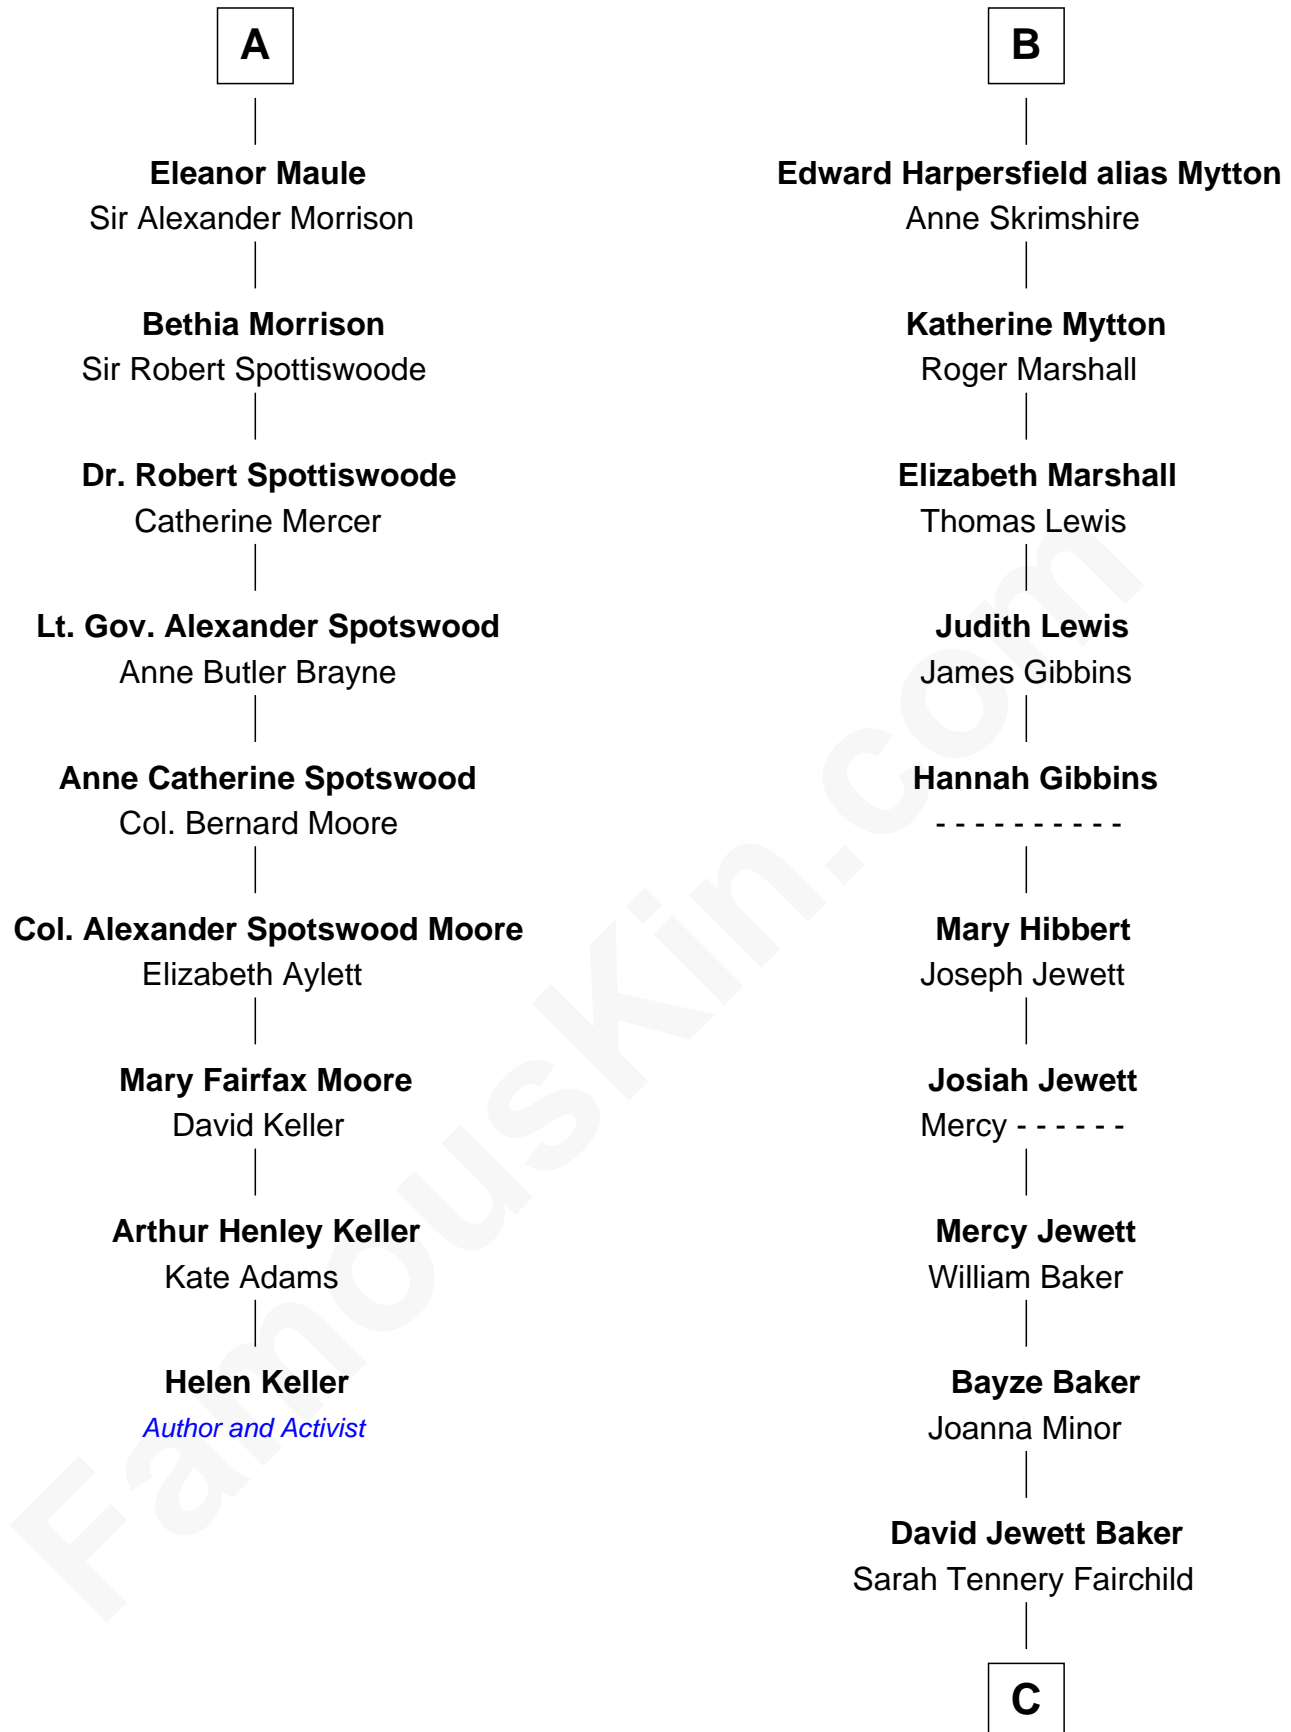 A
Eleanor Maule
Sir Alexander Morrison
Bethia Morrison
Sir Robert Spottiswoode
Dr. Robert Spottiswoode
Catherine Mercer
Lt. Gov. Alexander Spotswood
Anne Butler Brayne
Anne Catherine Spotswood
Col. Bernard Moore
Col. Alexander Spotswood Moore
Elizabeth Aylett
Mary Fairfax Moore
David Keller
Arthur Henley Keller
Kate Adams
Helen Keller
Author and Activist
B
Edward Harpersfield alias Mytton
Anne Skrimshire
Katherine Mytton
Roger Marshall
Elizabeth Marshall
Thomas Lewis
Judith Lewis
James Gibbins
Hannah Gibbins
- - - - - - - - - -
Mary Hibbert
Joseph Jewett
Josiah Jewett
Mercy - - - - - -
Mercy Jewett
William Baker
Bayze Baker
Joanna Minor
David Jewett Baker
Sarah Tennery Fairchild
C
FamousKin.com